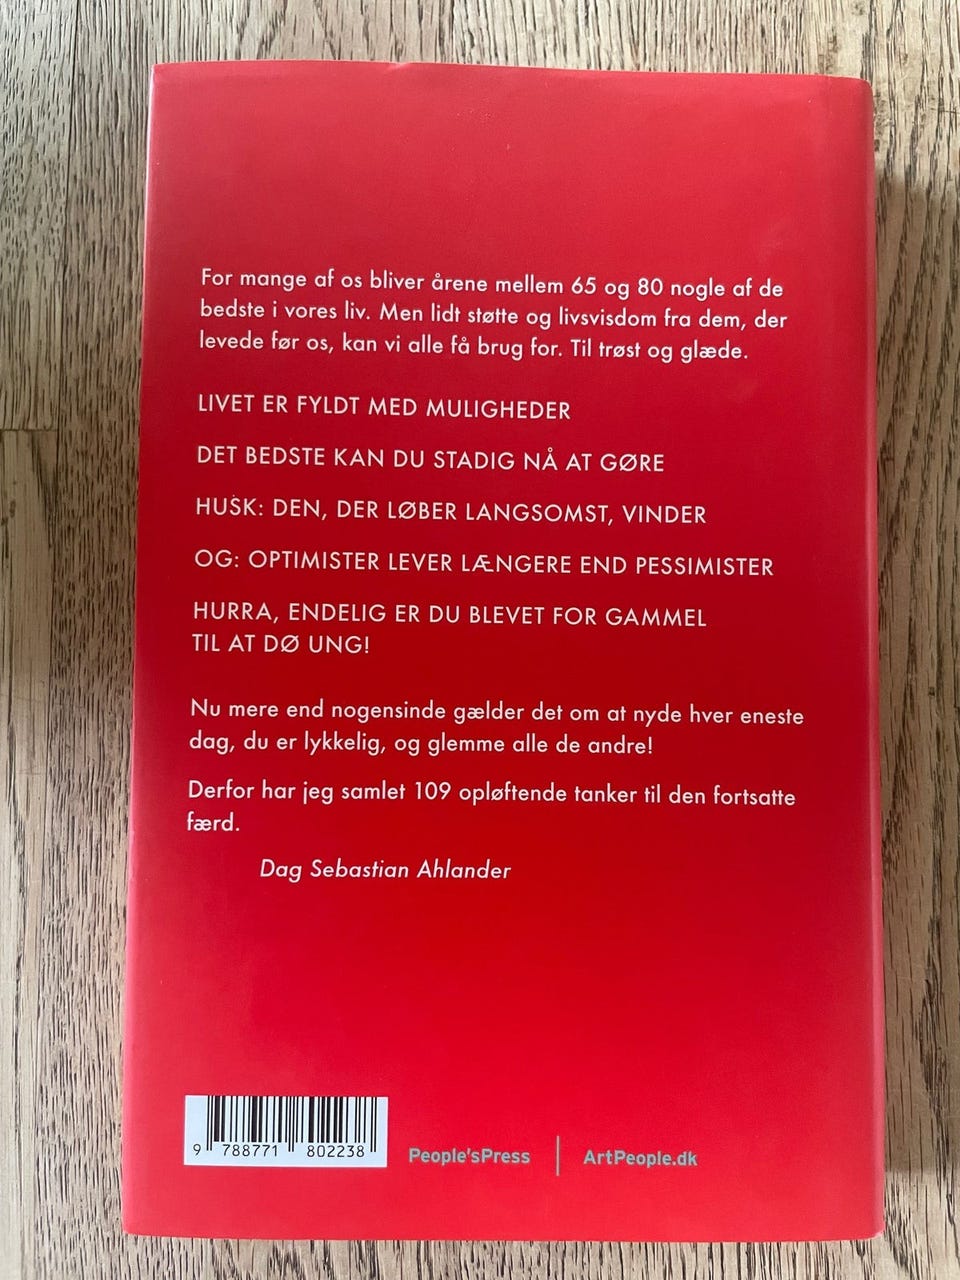 For mange af os bliver årene mellem 65 og 80 nogle af de
bedste i vores liv. Men lidt støtte og livsvisdom fra dem, der
levede før os, kan vi alle få brug for. Til trøst og glæde.
LIVET ER FYLDT MED MULIGHEDER
DET BEDSTE KAN DU STADIG NÅ AT GØRE
HUSK: DEN, DER LØBER LANGSOMST, VINDER
OG: OPTIMISTER LEVER LÆNGERE END PESSIMISTER
HURRA, ENDELIG ER DU BLEVET FOR GAMMEL
TIL AT DØ UNG!
Nu mere end nogensinde gælder det om at nyde hver eneste
dag, du er lykkelig, og glemme alle de andre!
Derfor har jeg samlet 109 opløftende tanker til den fortsatte
færd.
Dag Sebastian Ahlander
9 788771 802238
People'sPress | ArtPeople.dk